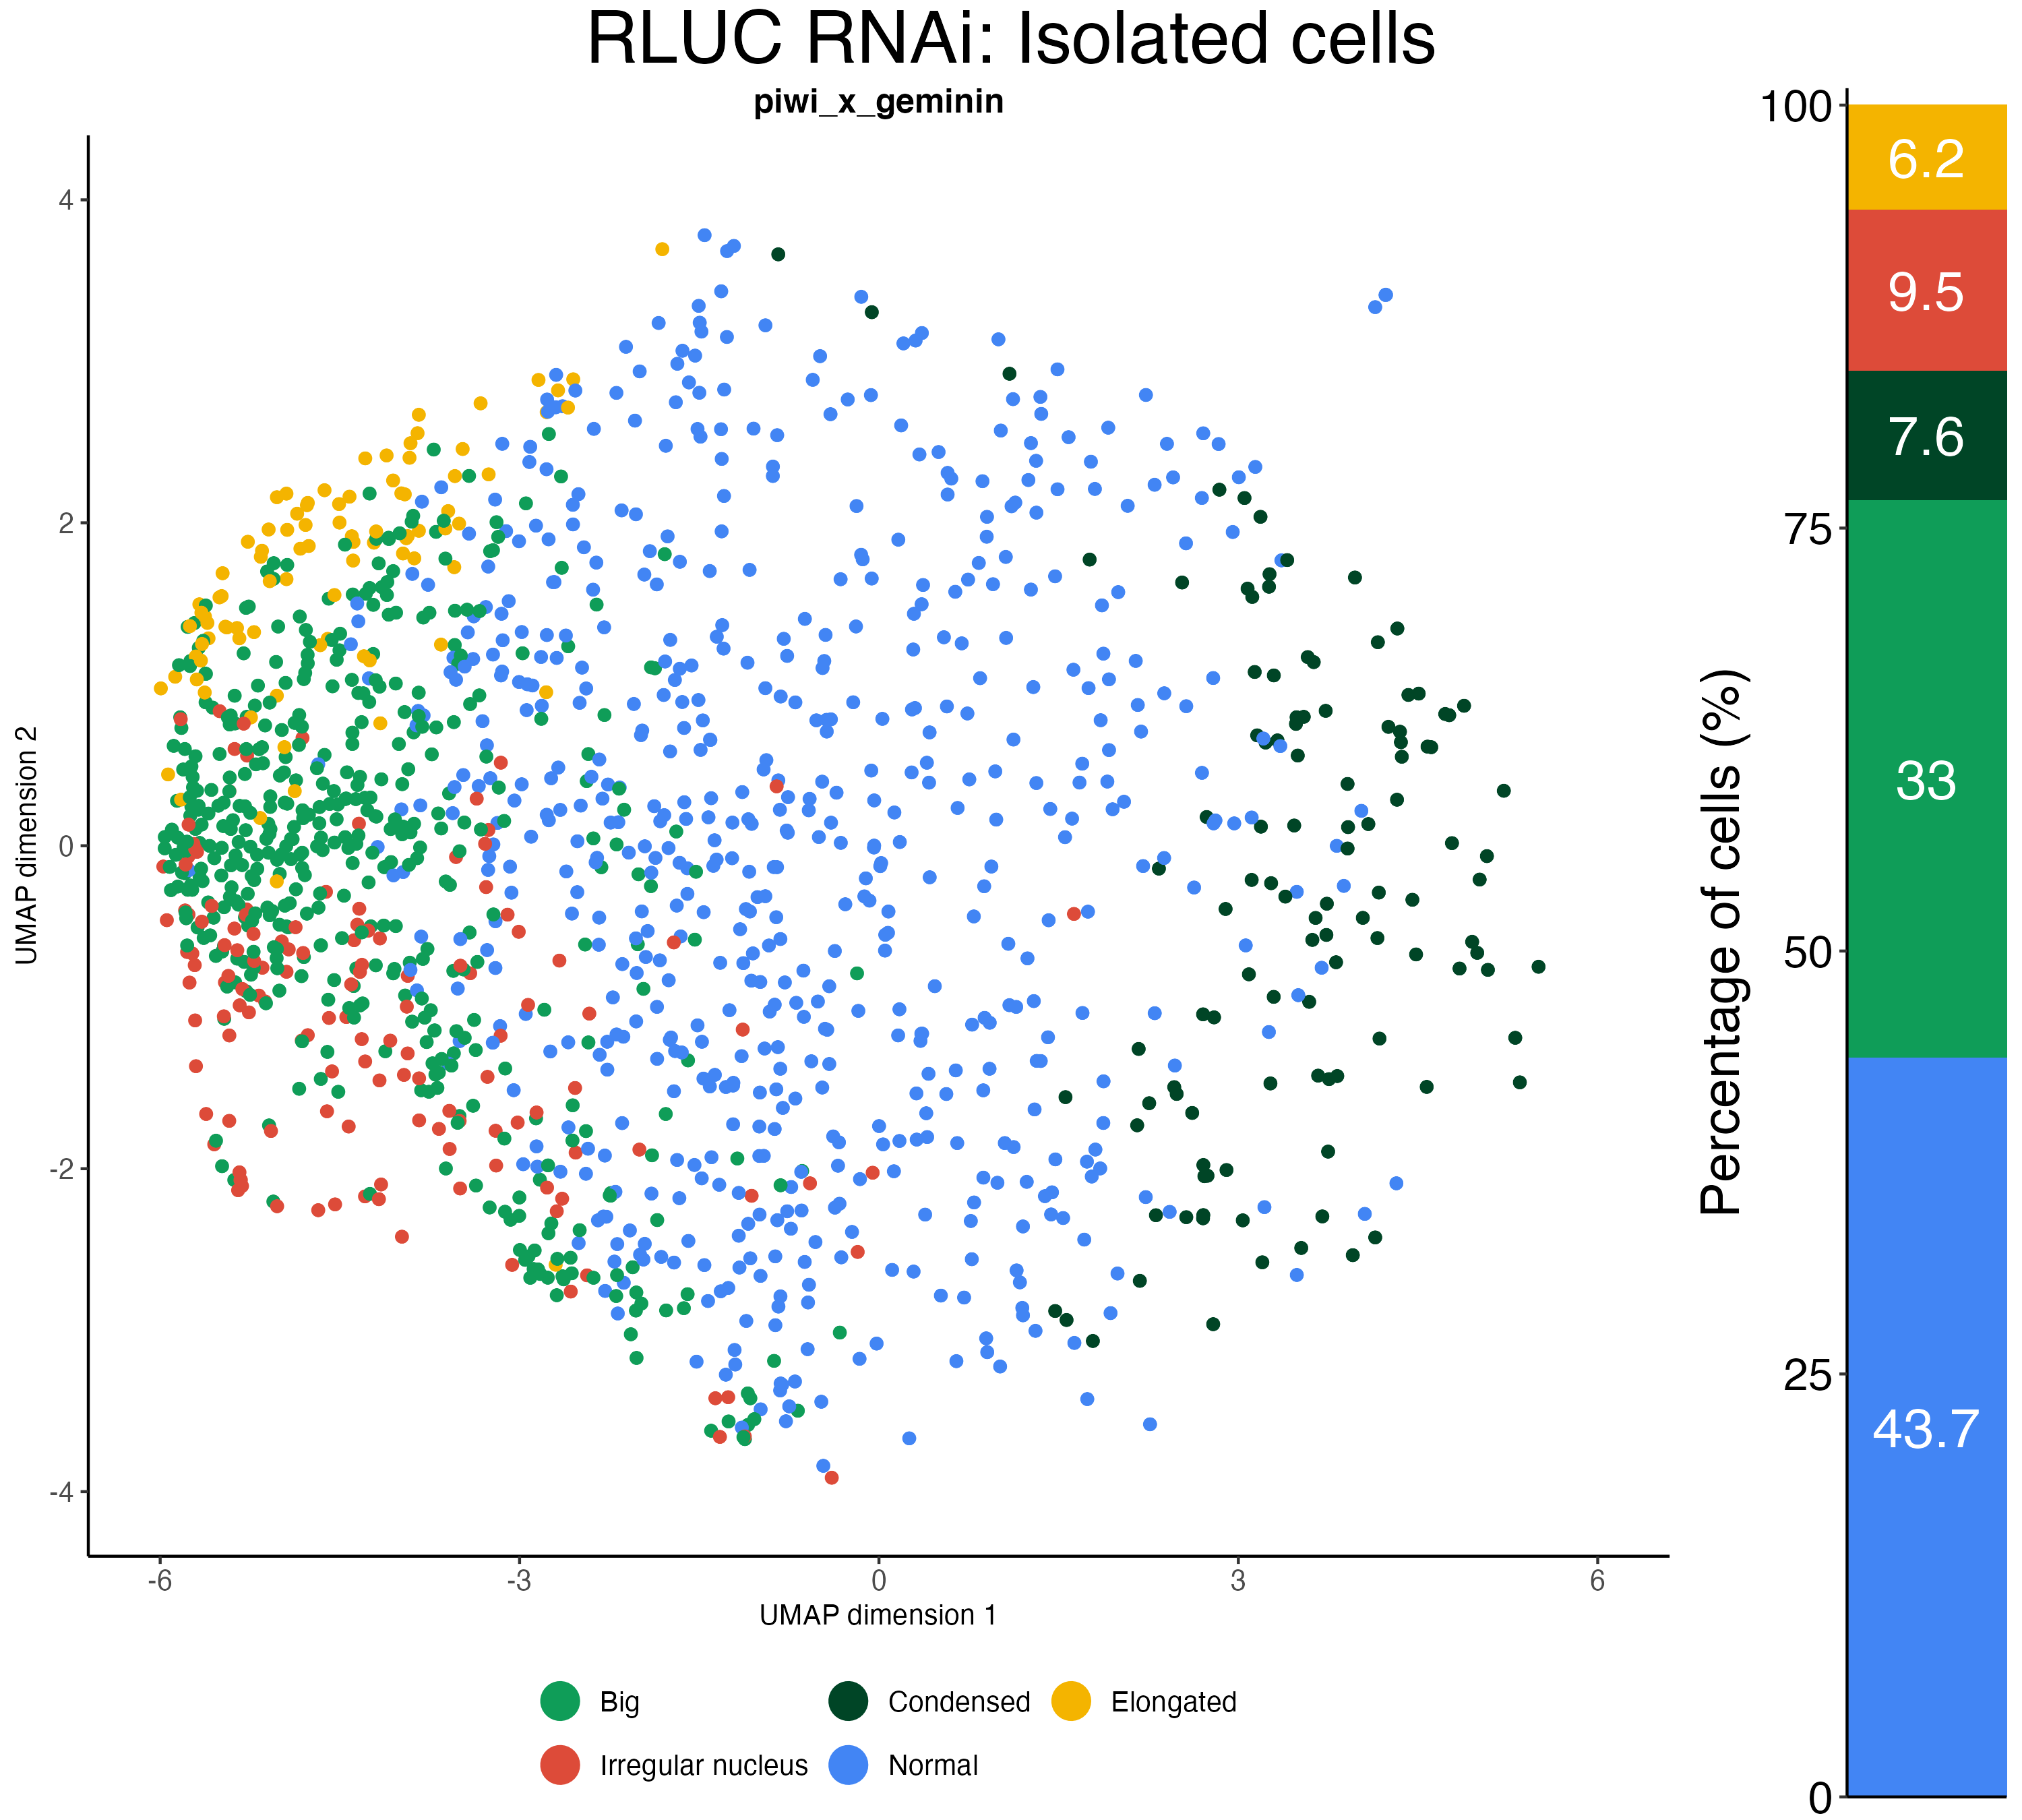 RLUC RNAi: Isolated cells
piwi_x_geminin
4
2
0
-2
-4
UMAP dimension 2
-6 -3 0 3 6
UMAP dimension 1
Big Condensed Elongated
Irregular nucleus Normal
100
75
50
25
0
Percentage of cells (%)
6.2
9.5
7.6
33
43.7